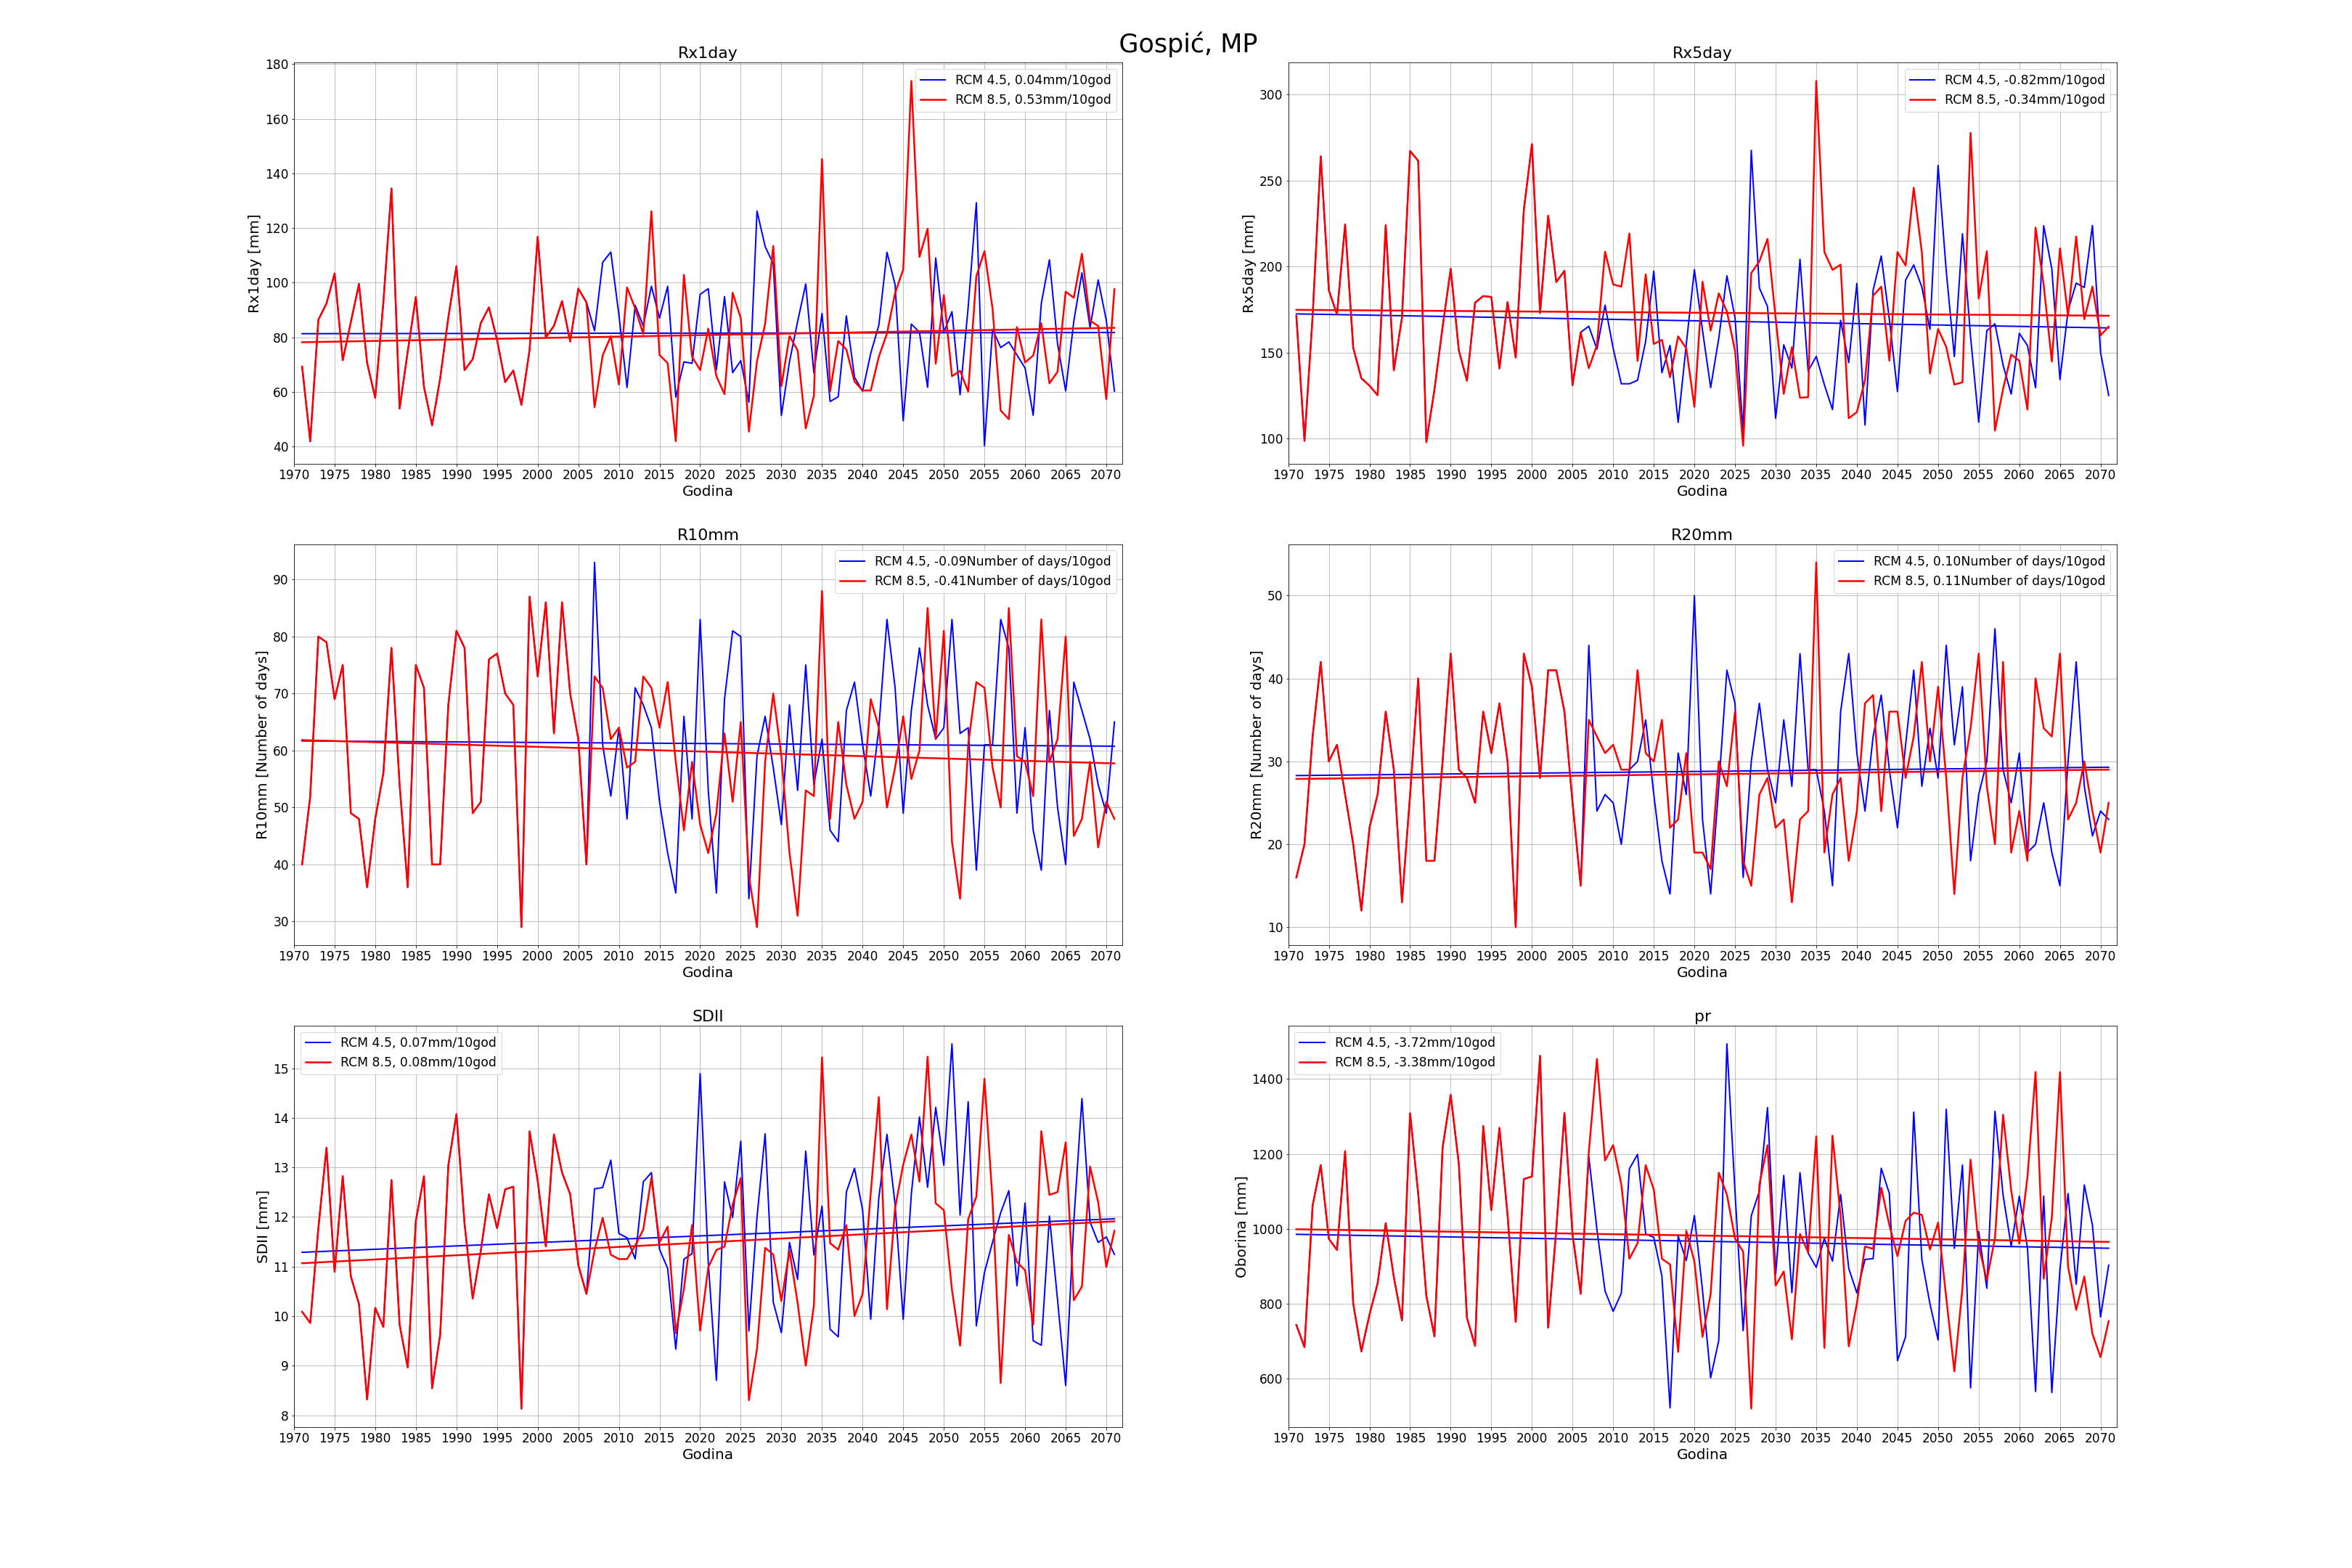 Gospić, MP
Rx1day
RCM 4.5, 0.04mm/10god
RCM 8.5, 0.53mm/10god
Rx1day [mm]
180
160
140
120
100
80
60
40
1970 1975 1980 1985 1990 1995 2000 2005 2010 2015 2020 2025 2030 2035 2040 2045 2050 2055 2060 2065 2070
Godina
Rx5day
RCM 4.5, -0.82mm/10god
RCM 8.5, -0.34mm/10god
Rx5day [mm]
300
250
200
150
100
1970 1975 1980 1985 1990 1995 2000 2005 2010 2015 2020 2025 2030 2035 2040 2045 2050 2055 2060 2065 2070
Godina
R10mm
RCM 4.5, -0.09Number of days/10god
RCM 8.5, -0.41Number of days/10god
R10mm [Number of days]
90
80
70
60
50
40
30
1970 1975 1980 1985 1990 1995 2000 2005 2010 2015 2020 2025 2030 2035 2040 2045 2050 2055 2060 2065 2070
Godina
R20mm
RCM 4.5, 0.10Number of days/10god
RCM 8.5, 0.11Number of days/10god
R20mm [Number of days]
50
40
30
20
10
1970 1975 1980 1985 1990 1995 2000 2005 2010 2015 2020 2025 2030 2035 2040 2045 2050 2055 2060 2065 2070
Godina
SDII
RCM 4.5, 0.07mm/10god
RCM 8.5, 0.08mm/10god
SDII [mm]
15
14
13
12
11
10
9
8
1970 1975 1980 1985 1990 1995 2000 2005 2010 2015 2020 2025 2030 2035 2040 2045 2050 2055 2060 2065 2070
Godina
pr
RCM 4.5, -3.72mm/10god
RCM 8.5, -3.38mm/10god
Oborina [mm]
1400
1200
1000
800
600
1970 1975 1980 1985 1990 1995 2000 2005 2010 2015 2020 2025 2030 2035 2040 2045 2050 2055 2060 2065 2070
Godina